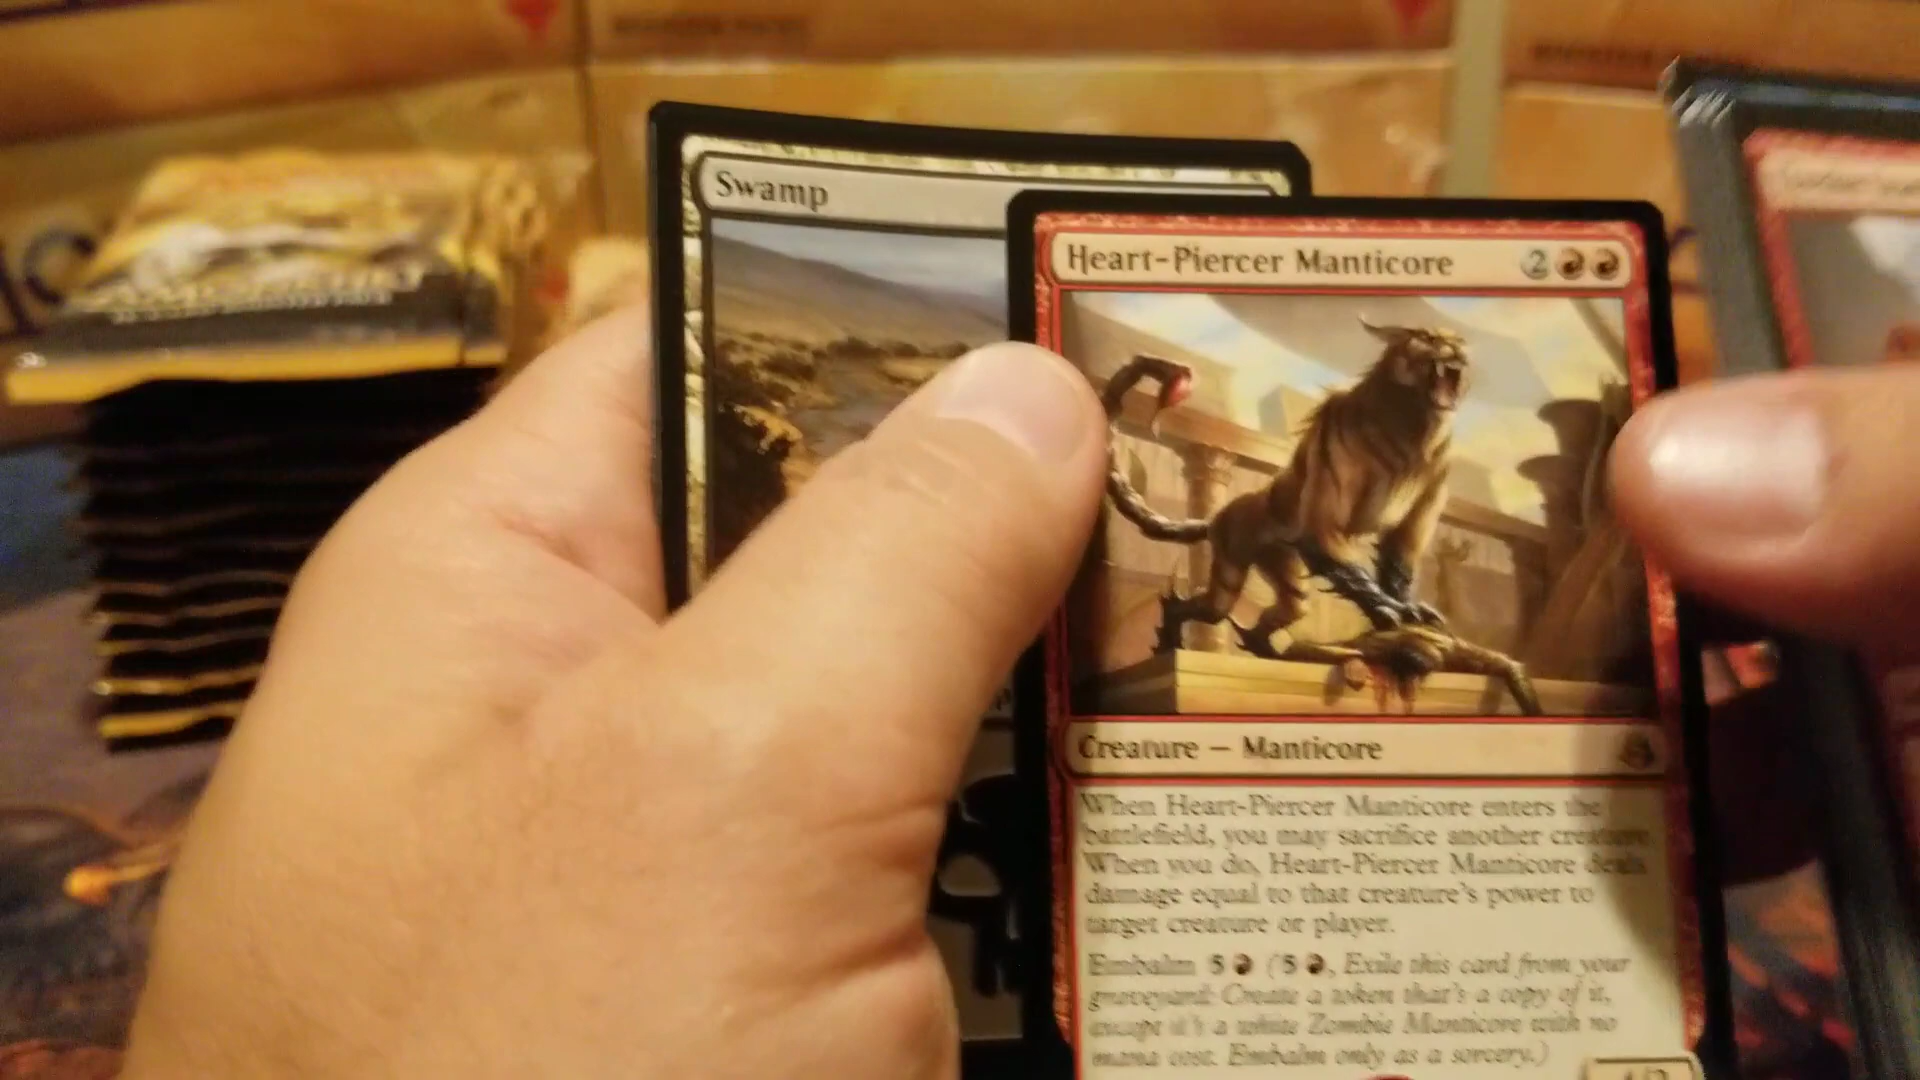 Swamp
Heart-Piercer Manticore 2
Creature — Manticore
When Heart-Piercer Manticore enters the
battlefield, you may sacrifice another creature.
When you do, Heart-Piercer Manticore deals
damage equal to that creature's power to
target creature or player.
Embalm 5 (5, Exile this card from your
graveyard: Create a token that's a copy of it,
except it's a white Zombie Manticore with no
mana cost. Embalm only as a sorcery.)